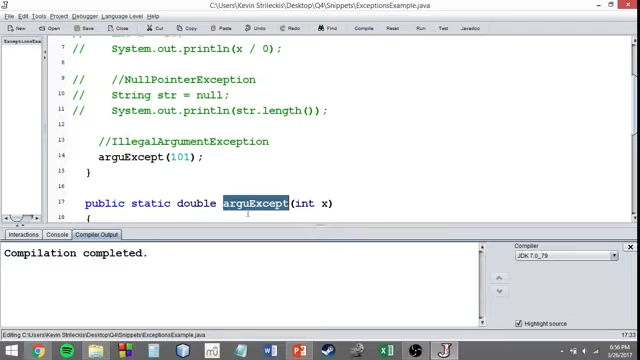 C:\Users\Kevin Strileckis\Desktop\Q4\Snippets\ExceptionsExample.java
File Edit Tools Project Debugger Language Level Help
New Open Save Close Cut Copy Paste Undo Redo Find Compile Reset Run Test Javadoc
ExceptionsExam
7 // System.out.println(x / 0);
8
9 // //NullPointerException
10 // String str = null;
11 // System.out.println(str.length());
12
13 //IllegalArgumentException
14 arguExcept(101);
15 }
16
17 public static double arguExcept(int x)
18 {
Interactions Console Compiler Output
Compilation completed.
Compiler
JDK 7.0_79
Highlight source
Editing C:\Users\Kevin Strileckis\Desktop\Q4\Snippets\ExceptionsExample.java
17:23
6:58 PM
3/26/2017